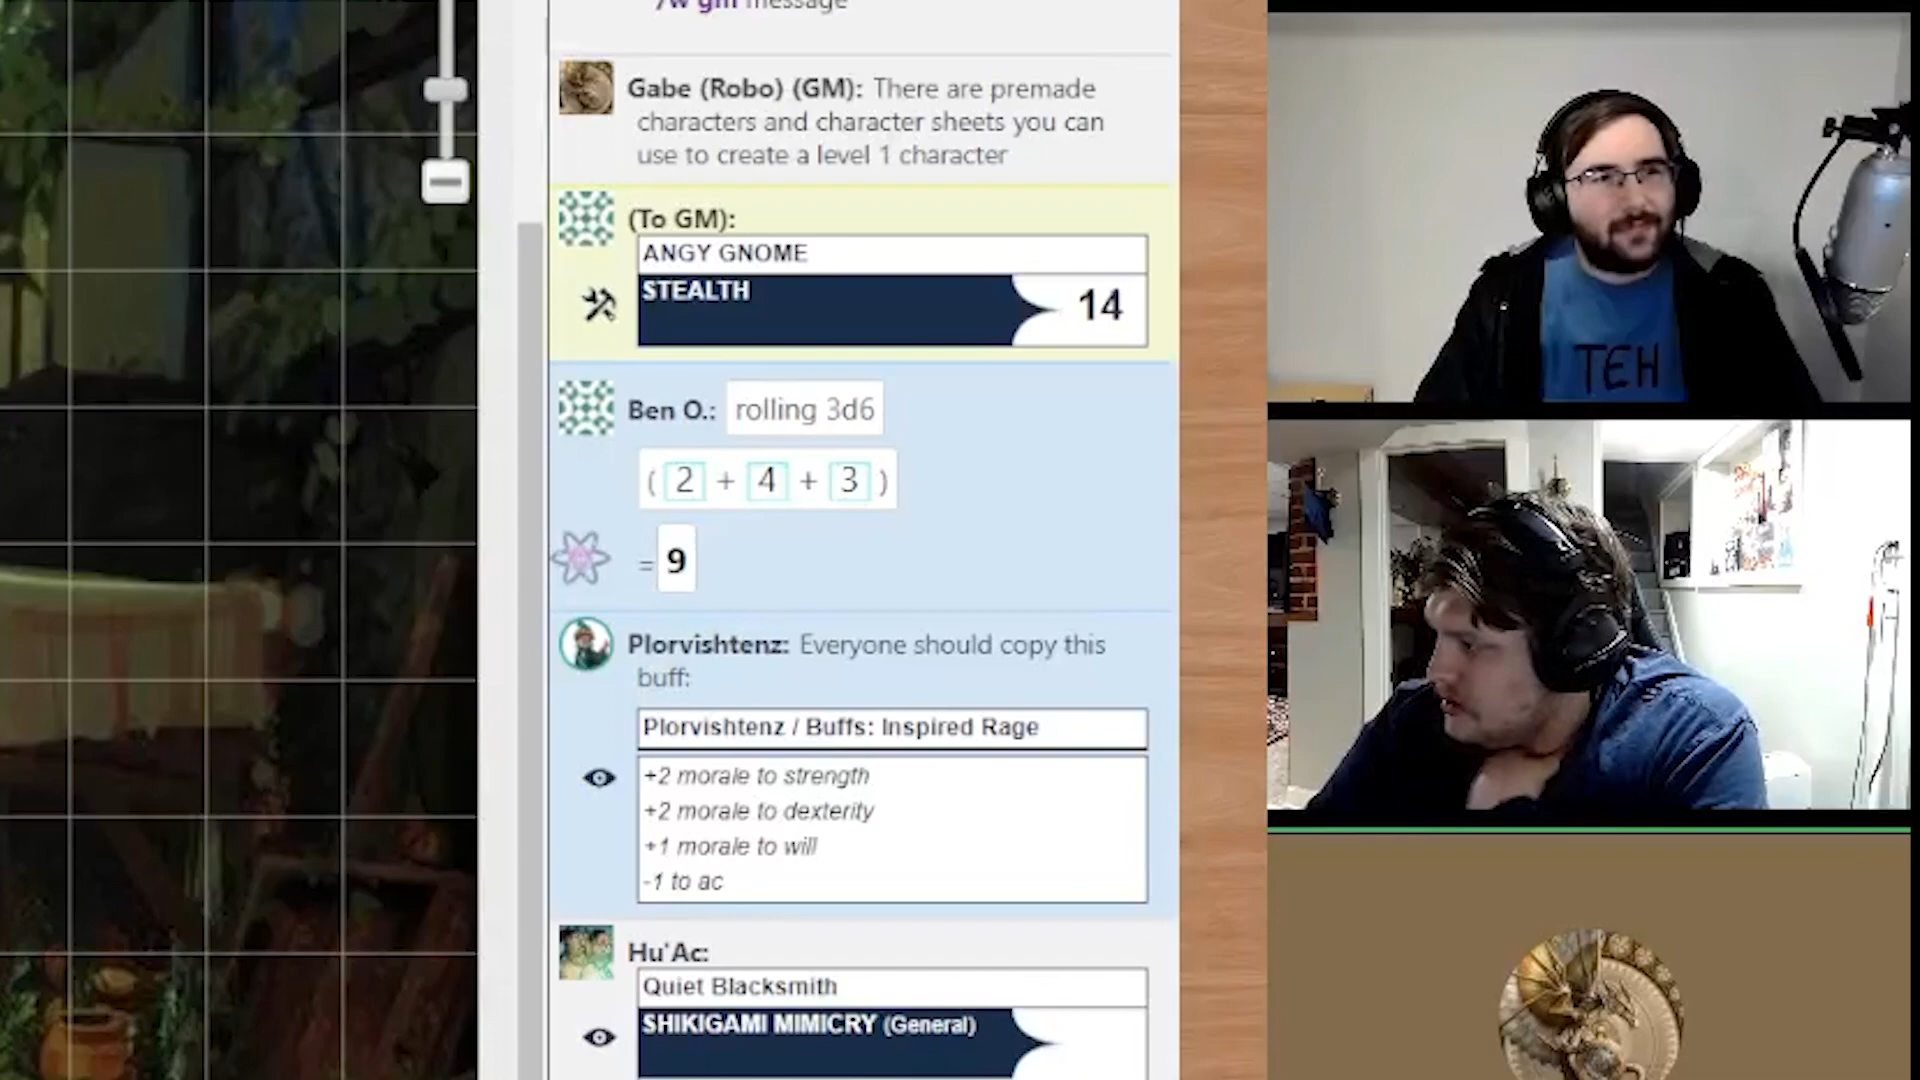 /w gm message
Gabe (Robo) (GM): There are premade
characters and character sheets you can
use to create a level 1 character
(To GM):
ANGY GNOME
STEALTH
14
Ben O.: rolling 3d6
( 2 + 4 + 3 )
= 9
Plorvishtenz: Everyone should copy this
buff:
Plorvishtenz / Buffs: Inspired Rage
+2 morale to strength
+2 morale to dexterity
+1 morale to will
-1 to ac
Hu'Ac:
Quiet Blacksmith
SHIKIGAMI MIMICRY (General)
TEH